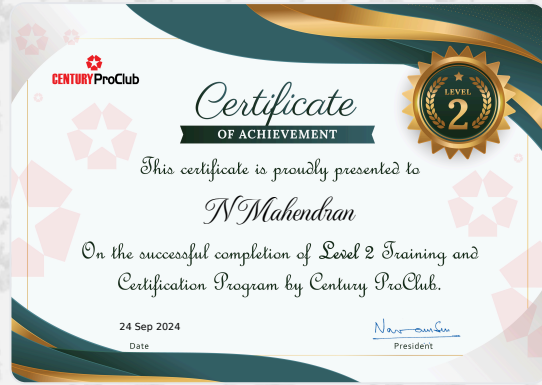 CENTURY ProClub
Certificate
OF ACHIEVEMENT
LEVEL
2
This certificate is proudly presented to
N Mahendran
On the successful completion of Level 2 Training and
Certification Program by Century ProClub.
24 Sep 2024
Date
President